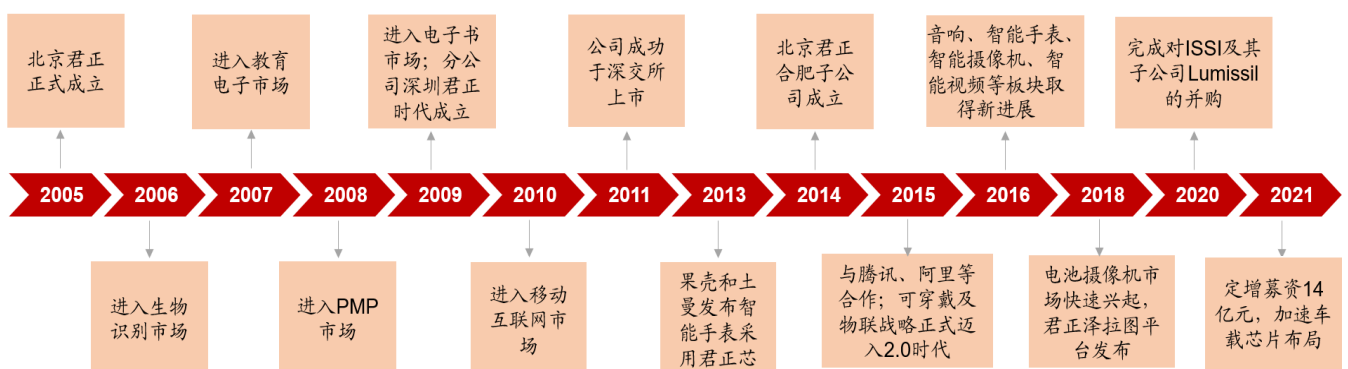 北京君正
正式成立
进入教育
电子市场
进入电子书
市场；分公
司深圳君正
时代成立
公司成功
于深交所
上市
北京君正
合肥子公
司成立
音响、智能手表、
智能摄像机、智
能视频等板块取
得新进展
完成对ISSI及其
子公司Lumissil
的并购
2005
2006
2007
2008
2009
2010
2011
2013
2014
2015
2016
2018
2020
2021
进入生物
识别市场
进入PMP
市场
进入移动
互联网市
场
果壳和土
曼发布智
能手表采
用君正芯
与腾讯、阿里等
合作；可穿戴及
物联战略正式迈
入2.0时代
电池摄像机市
场快速兴起，
君正泽拉图平
台发布
定增募资14
亿元，加速车
载芯片布局